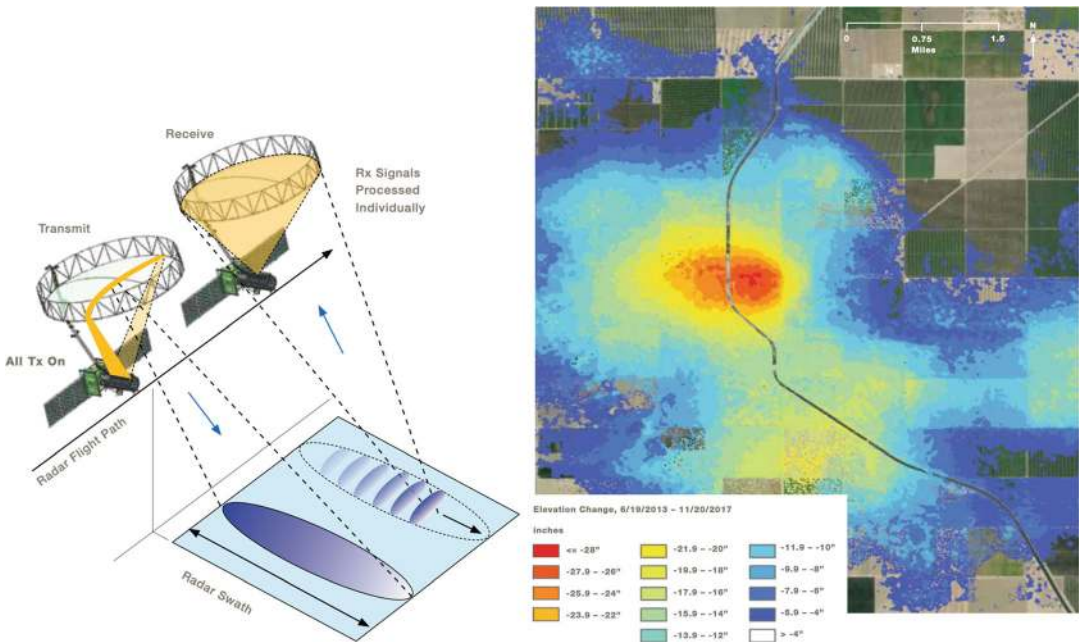 Receive
Rx Signals
Processed
Individually
Transmit
All Tx On
Radar Flight Path
Radar Swath
0
0.75
1.5
Miles
N
Elevation Change, 6/19/2013 – 11/20/2017
inches
<= -28"
-27.9 – -26"
-25.9 – -24"
-23.9 – -22"
-21.9 – -20"
-19.9 – -18"
-17.9 – -16"
-15.9 – -14"
-13.9 – -12"
-11.9 – -10"
-9.9 – -8"
-7.9 – -6"
-5.9 – -4"
> -4"